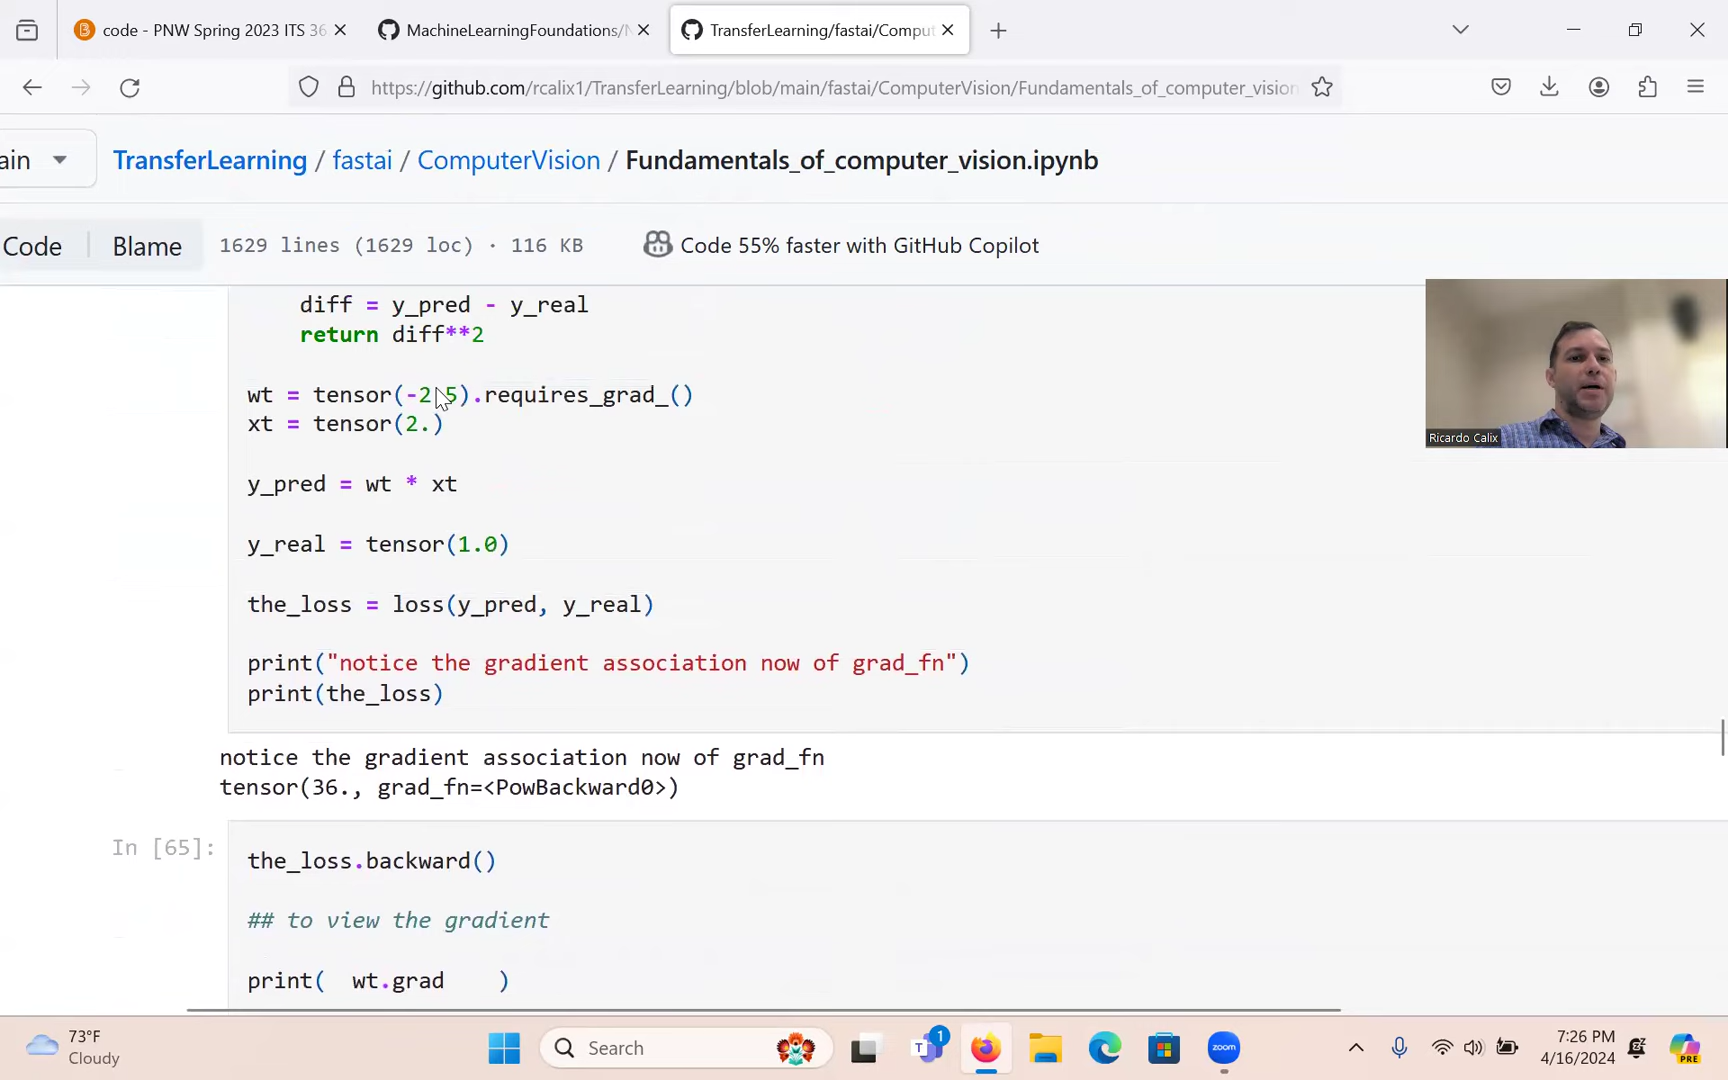 code - PNW Spring 2023 ITS 36
MachineLearningFoundations/
TransferLearning/fastai/Comput
https://github.com/rcalix1/TransferLearning/blob/main/fastai/ComputerVision/Fundamentals_of_computer_vision
ain
TransferLearning / fastai / ComputerVision / Fundamentals_of_computer_vision.ipynb
Code
Blame
1629 lines (1629 loc) · 116 KB
Code 55% faster with GitHub Copilot
diff = y_pred - y_real
return diff**2
wt = tensor(-2.5).requires_grad_()
xt = tensor(2.)
y_pred = wt * xt
y_real = tensor(1.0)
the_loss = loss(y_pred, y_real)
print("notice the gradient association now of grad_fn")
print(the_loss)
Ricardo Calix
notice the gradient association now of grad_fn
tensor(36., grad_fn=<PowBackward0>)
In [65]:
the_loss.backward()
## to view the gradient
print(  wt.grad    )
73°F
Cloudy
Search
1
zoom
7:26 PM
4/16/2024
PRE